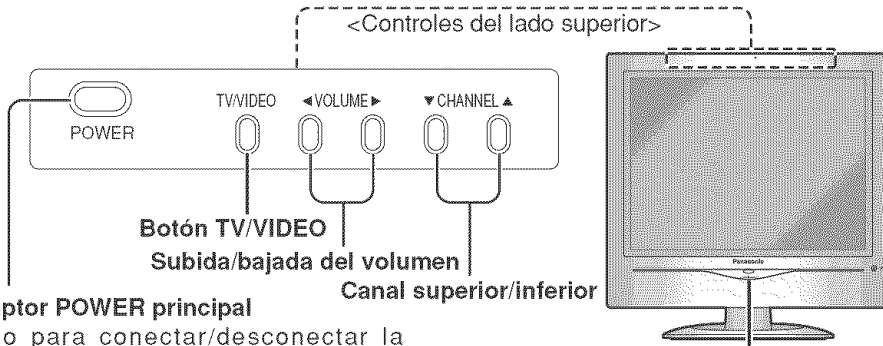 <Controles del lado superior>
POWER
TV/VIDEO ◄VOLUME► ▼CHANNEL▲
Botón TV/VIDEO
Subida/bajada del volumen
Canal superior/inferior
Panasonic
ptor POWER principal
o para conectar/desconectar la